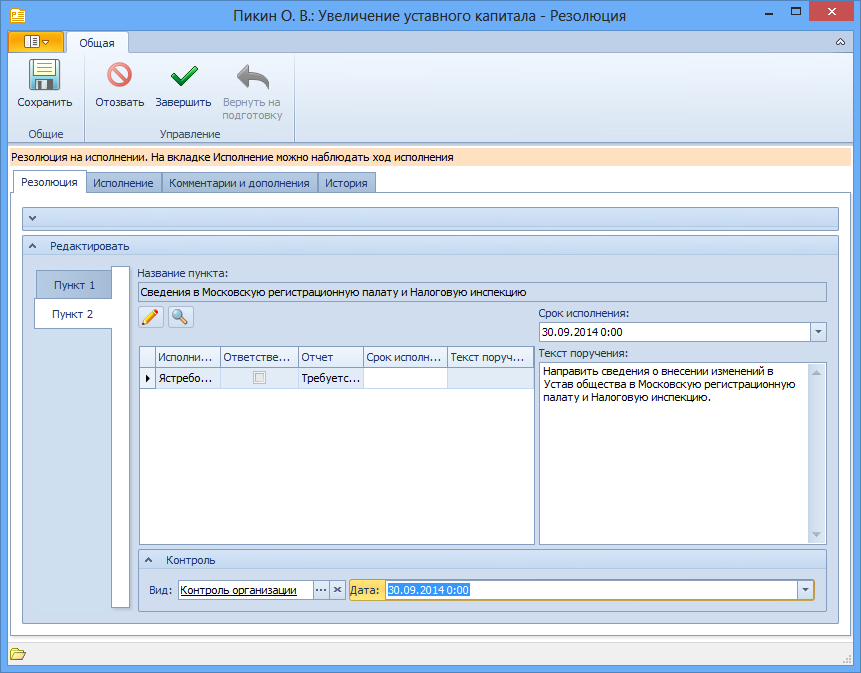 Пикин О. В.: Увеличение уставного капитала - Резолюция
Общая
Сохранить
Отозвать
Завершить
Вернуть на
подготовку
Общие
Управление
Резолюция на исполнении. На вкладке Исполнение можно наблюдать ход исполнения
Резолюция
Исполнение
Комментарии и дополнения
История
Редактировать
Пункт 1
Пункт 2
Название пункта:
Сведения в Московскую регистрационную палату и Налоговую инспекцию
Срок исполнения:
30.09.2014 0:00
Исполни...
Ответстве...
Отчет
Срок исполн...
Текст поруч...
Ястребо...
Требуетс...
Текст поручения:
Направить сведения о внесении изменений в
Устав общества в Московскую регистрационную
палату и Налоговую инспекцию.
Контроль
Вид:
Контроль организации
Дата:
30.09.2014 0:00